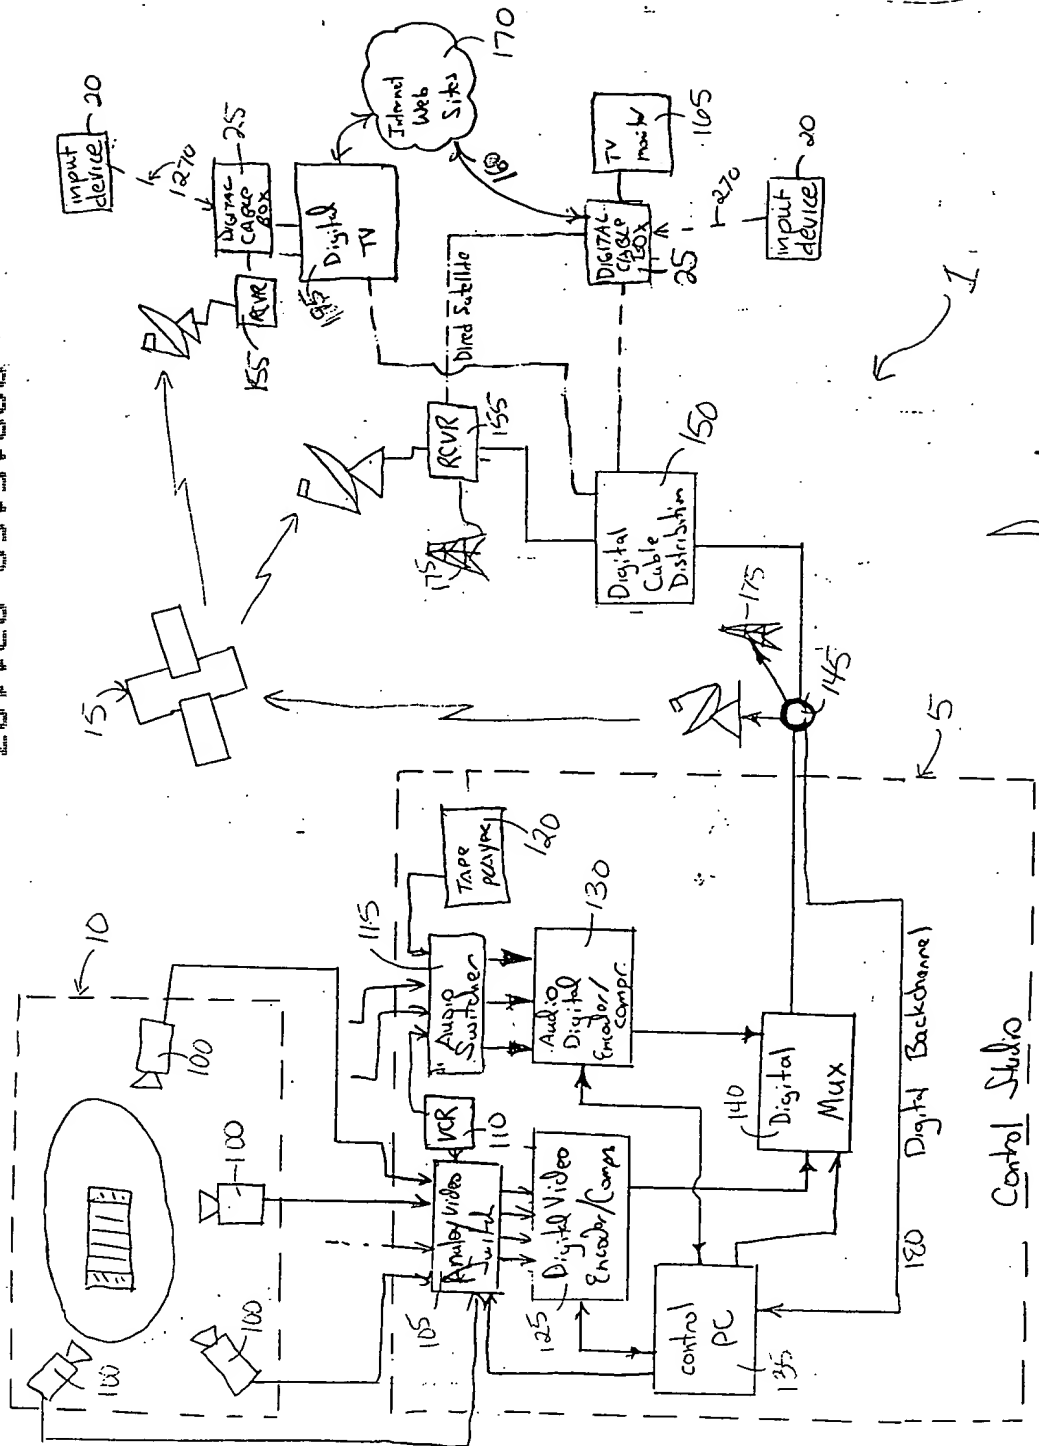 10
100
100
100
100
15
input
device
20
1270
DIGITAL
CABLE
BOX
25
RCVR
155
Digital
TV
195
Internet
Web
Sites
170
160
TV
monitor
165
DIGITAL
CABLE
BOX
25
270
input
device
20
Direct Satellite
RCVR
155
175
Digital
Cable
Distribution
150
175
145
1
5
TAPE
PLAYER
120
115
AUDIO
Switcher
VCR
110
Analog Video
Switch
105
Audio
Digital
Encoder/
compr.
130
Digital Video
Encoder/Compr.
125
140
Digital
Mux
control
PC
135
Digital Backchannel
180
Control Studio